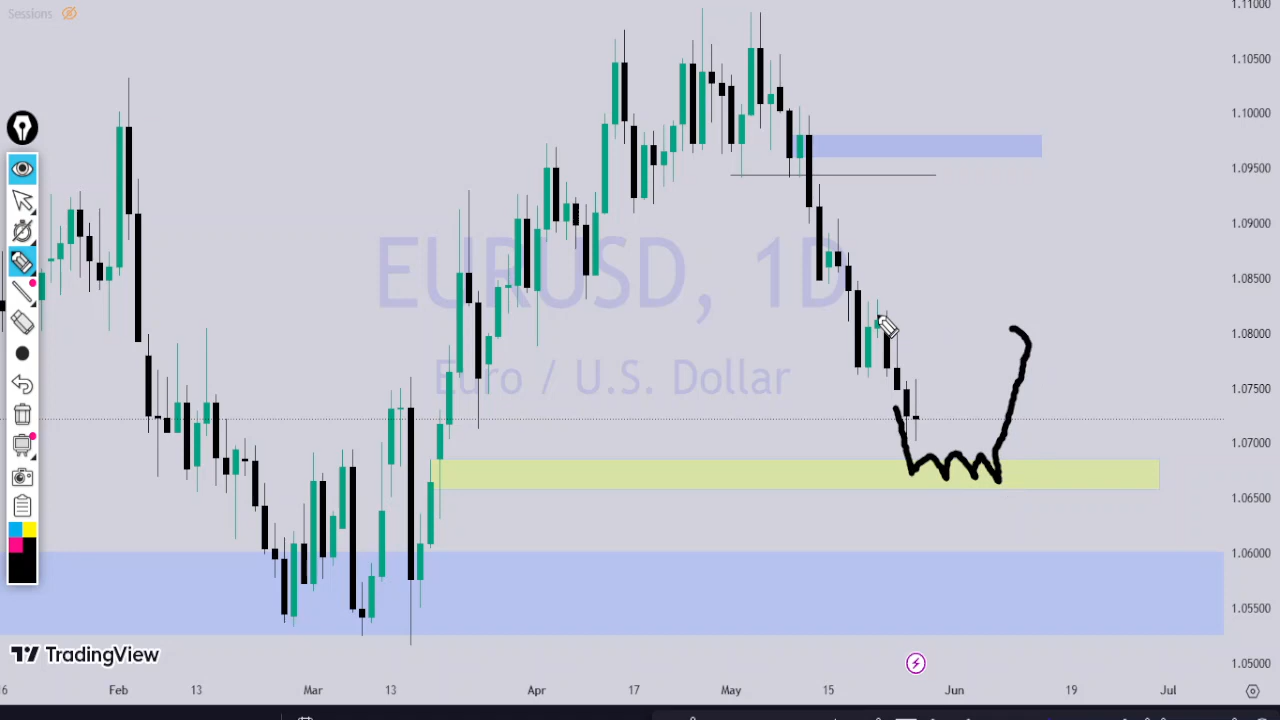 Sessions
1.11000
1.10500
1.10000
1.09500
1.09000
EURUSD, 1D
1.08500
1.08000
Euro / U.S. Dollar
1.07500
1.07000
1.06500
1.06000
1.05500
TradingView
1.05000
16 Feb 13 Mar 13 Apr 17 May 15 Jun 19 Jul